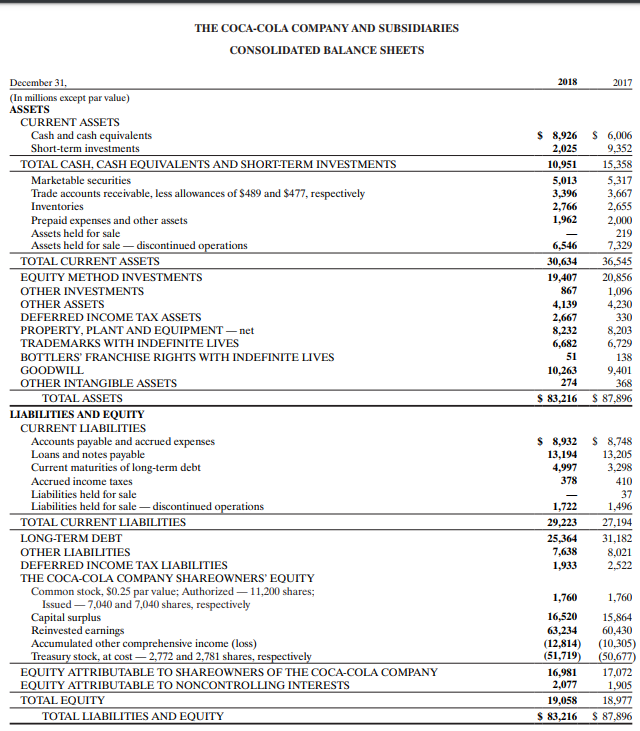 THE COCA-COLA COMPANY AND SUBSIDIARIES
CONSOLIDATED BALANCE SHEETS
December 31, 2018 2017
(In millions except par value)
ASSETS
CURRENT ASSETS
Cash and cash equivalents $ 8,926 $ 6,006
Short-term investments 2,025 9,352
TOTAL CASH, CASH EQUIVALENTS AND SHORT-TERM INVESTMENTS 10,951 15,358
Marketable securities 5,013 5,317
Trade accounts receivable, less allowances of $489 and $477, respectively 3,396 3,667
Inventories 2,766 2,655
Prepaid expenses and other assets 1,962 2,000
Assets held for sale — 219
Assets held for sale — discontinued operations 6,546 7,329
TOTAL CURRENT ASSETS 30,634 36,545
EQUITY METHOD INVESTMENTS 19,407 20,856
OTHER INVESTMENTS 867 1,096
OTHER ASSETS 4,139 4,230
DEFERRED INCOME TAX ASSETS 2,667 330
PROPERTY, PLANT AND EQUIPMENT — net 8,232 8,203
TRADEMARKS WITH INDEFINITE LIVES 6,682 6,729
BOTTLERS' FRANCHISE RIGHTS WITH INDEFINITE LIVES 51 138
GOODWILL 10,263 9,401
OTHER INTANGIBLE ASSETS 274 368
TOTAL ASSETS $ 83,216 $ 87,896
LIABILITIES AND EQUITY
CURRENT LIABILITIES
Accounts payable and accrued expenses $ 8,932 $ 8,748
Loans and notes payable 13,194 13,205
Current maturities of long-term debt 4,997 3,298
Accrued income taxes 378 410
Liabilities held for sale — 37
Liabilities held for sale — discontinued operations 1,722 1,496
TOTAL CURRENT LIABILITIES 29,223 27,194
LONG-TERM DEBT 25,364 31,182
OTHER LIABILITIES 7,638 8,021
DEFERRED INCOME TAX LIABILITIES 1,933 2,522
THE COCA-COLA COMPANY SHAREOWNERS' EQUITY
Common stock, $0.25 par value; Authorized — 11,200 shares;
Issued — 7,040 and 7,040 shares, respectively 1,760 1,760
Capital surplus 16,520 15,864
Reinvested earnings 63,234 60,430
Accumulated other comprehensive income (loss) (12,814) (10,305)
Treasury stock, at cost — 2,772 and 2,781 shares, respectively (51,719) (50,677)
EQUITY ATTRIBUTABLE TO SHAREOWNERS OF THE COCA-COLA COMPANY 16,981 17,072
EQUITY ATTRIBUTABLE TO NONCONTROLLING INTERESTS 2,077 1,905
TOTAL EQUITY 19,058 18,977
TOTAL LIABILITIES AND EQUITY $ 83,216 $ 87,896